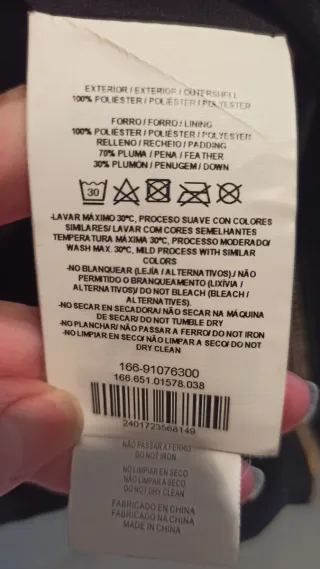 EXTERIOR / EXTERIOR / OUTERSHELL
100% POLIÉSTER / POLIÉSTER / POLYESTER
FORRO / FORRO / LINING
100% POLIÉSTER / POLIÉSTER / POLYESTER
RELLENO / RECHEIO / PADDING
70% PLUMA / PENA / FEATHER
30% PLUMÓN / PENUGEM / DOWN
30
-LAVAR MÁXIMO 30ºC, PROCESO SUAVE CON COLORES
SIMILARES/ LAVAR COM CORES SEMELHANTES
TEMPERATURA MÁXIMA 30ºC, PROCESSO MODERADO/
WASH MAX. 30ºC, MILD PROCESS WITH SIMILAR
COLORS
-NO BLANQUEAR (LEJÍA / ALTERNATIVOS)./ NÃO
PERMITIDO O BRANQUEAMENTO (LIXÍVIA /
ALTERNATIVOS)/ DO NOT BLEACH (BLEACH /
ALTERNATIVES).
-NO SECAR EN SECADORA/ NÃO SECAR NA MÁQUINA
DE SECAR/ DO NOT TUMBLE DRY
-NO PLANCHAR/ NÃO PASSAR A FERRO/ DO NOT IRON
-NO LIMPIAR EN SECO/ NÃO LIMPAR A SECO/ DO NOT
DRY CLEAN
166-91076300
166.651.01578.038
2401723568149
NÃO PASSAR A FERRO
DO NOT IRON
NO LIMPIAR EN SECO
NÃO LIMPAR A SECO
DO NOT DRY CLEAN
FABRICADO EN CHINA
FABRICADO NA CHINA
MADE IN CHINA